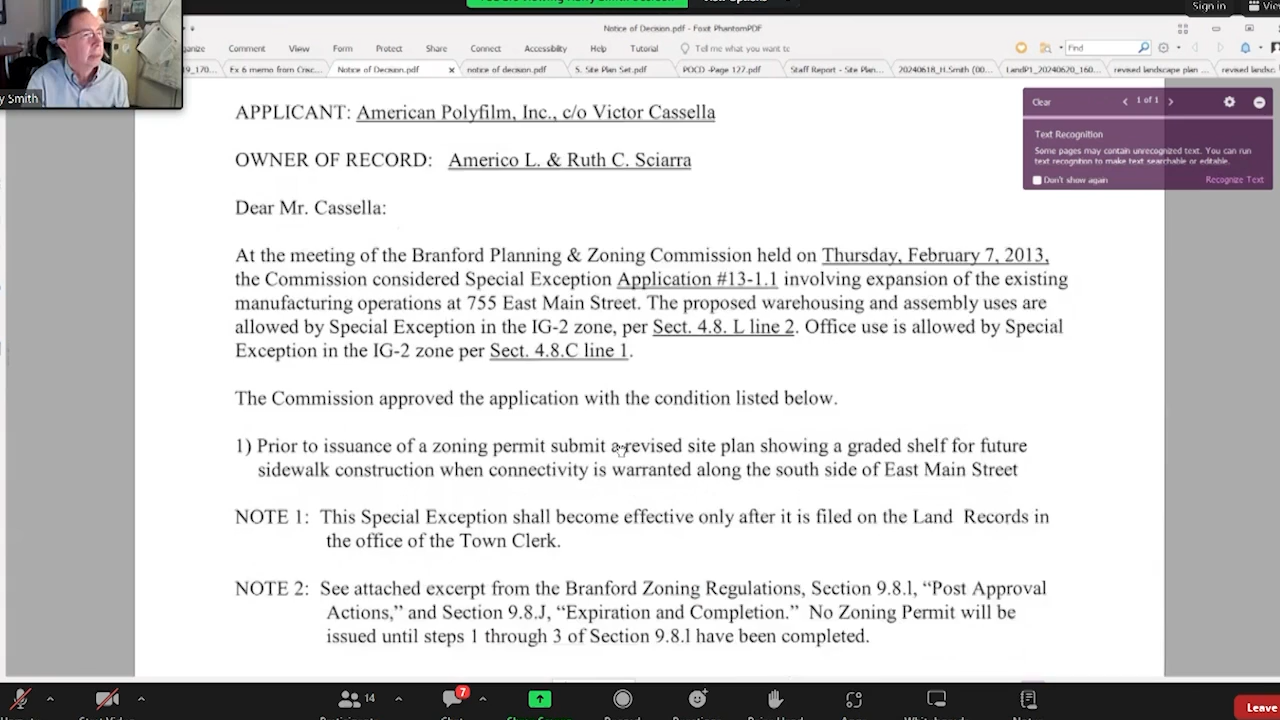 Sign in
Notice of Decision.pdf - Foxit PhantomPDF
Comment View Form Protect Share Connect Accessibility Help Tutorial Tell me what you want tc Find
Notice of Decision.pdf notice of decision.pdf S. Site Plan Set.pdf POCD -Page 127.pdf Staff Report - Site Plan... 20240618_H.Smith (00... LandP1_20240620_160... revised landscape plan ... revised landsc.
y Smith
Clear 1 of 1
Text Recognition
Some pages may contain unrecognized text. You can run
text recognition to make text searchable or editable.
Don't show again Recognize Text
APPLICANT: American Polyfilm, Inc., c/o Victor Cassella
OWNER OF RECORD: Americo L. & Ruth C. Sciarra
Dear Mr. Cassella:
At the meeting of the Branford Planning & Zoning Commission held on Thursday, February 7, 2013,
the Commission considered Special Exception Application #13-1.1 involving expansion of the existing
manufacturing operations at 755 East Main Street. The proposed warehousing and assembly uses are
allowed by Special Exception in the IG-2 zone, per Sect. 4.8. L line 2. Office use is allowed by Special
Exception in the IG-2 zone per Sect. 4.8.C line 1.
The Commission approved the application with the condition listed below.
1) Prior to issuance of a zoning permit submit a revised site plan showing a graded shelf for future
sidewalk construction when connectivity is warranted along the south side of East Main Street
NOTE 1: This Special Exception shall become effective only after it is filed on the Land Records in
the office of the Town Clerk.
NOTE 2: See attached excerpt from the Branford Zoning Regulations, Section 9.8.l, “Post Approval
Actions,” and Section 9.8.J, “Expiration and Completion.” No Zoning Permit will be
issued until steps 1 through 3 of Section 9.8.l have been completed.
14 7 Leave